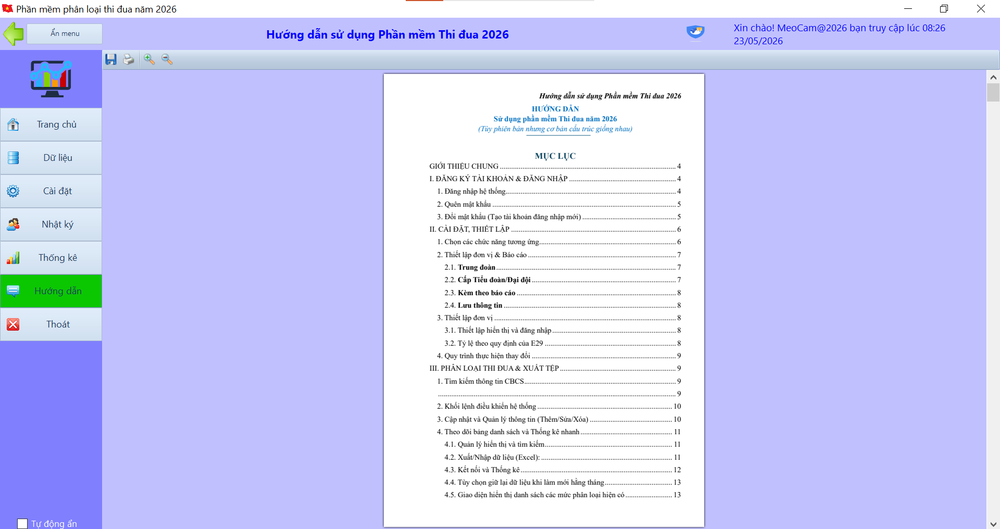 Phần mềm phân loại thi đua năm 2026
Ẩn menu
Hướng dẫn sử dụng Phần mềm Thi đua 2026
Xin chào! MeoCam@2026 bạn truy cập lúc 08:26
23/05/2026
Trang chủ
Dữ liệu
Cài đặt
Nhật ký
Thống kê
Hướng dẫn
Thoát
Tự động ẩn
Hướng dẫn sử dụng Phần mềm Thi đua 2026
HƯỚNG DẪN
Sử dụng phần mềm Thi đua năm 2026
(Tùy phiên bản nhưng cơ bản cấu trúc giống nhau)
MỤC LỤC
GIỚI THIỆU CHUNG ........ 4
I. ĐĂNG KÝ TÀI KHOẢN & ĐĂNG NHẬP ........ 4
1. Đăng nhập hệ thống ........ 4
2. Quên mật khẩu ........ 5
3. Đổi mật khẩu (Tạo tài khoản đăng nhập mới) ........ 5
II. CÀI ĐẶT, THIẾT LẬP ........ 6
1. Chọn các chức năng tương ứng ........ 6
2. Thiết lập đơn vị & Báo cáo ........ 7
2.1. Trung đoàn ........ 7
2.2. Cấp Tiểu đoàn/Đại đội ........ 7
2.3. Kèm theo báo cáo ........ 8
2.4. Lưu thông tin ........ 8
3. Thiết lập đơn vị ........ 8
3.1. Thiết lập hiển thị và đăng nhập ........ 8
3.2. Tỷ lệ theo quy định của E29 ........ 8
4. Quy trình thực hiện thay đổi ........ 9
III. PHÂN LOẠI THI ĐUA & XUẤT TỆP ........ 9
1. Tìm kiếm thông tin CBCS ........ 9
........ 9
2. Khối lệnh điều khiển hệ thống ........ 10
3. Cập nhật và Quản lý thông tin (Thêm/Sửa/Xóa) ........ 10
4. Theo dõi bảng danh sách và Thống kê nhanh ........ 11
4.1. Quản lý hiển thị và tìm kiếm ........ 11
4.2. Xuất/Nhập dữ liệu (Excel): ........ 11
4.3. Kết nối và Thống kê ........ 12
4.4. Tùy chọn giữ lại dữ liệu khi làm mới hằng tháng ........ 13
4.5. Giao diện hiển thị danh sách các mức phân loại hiện có ........ 13